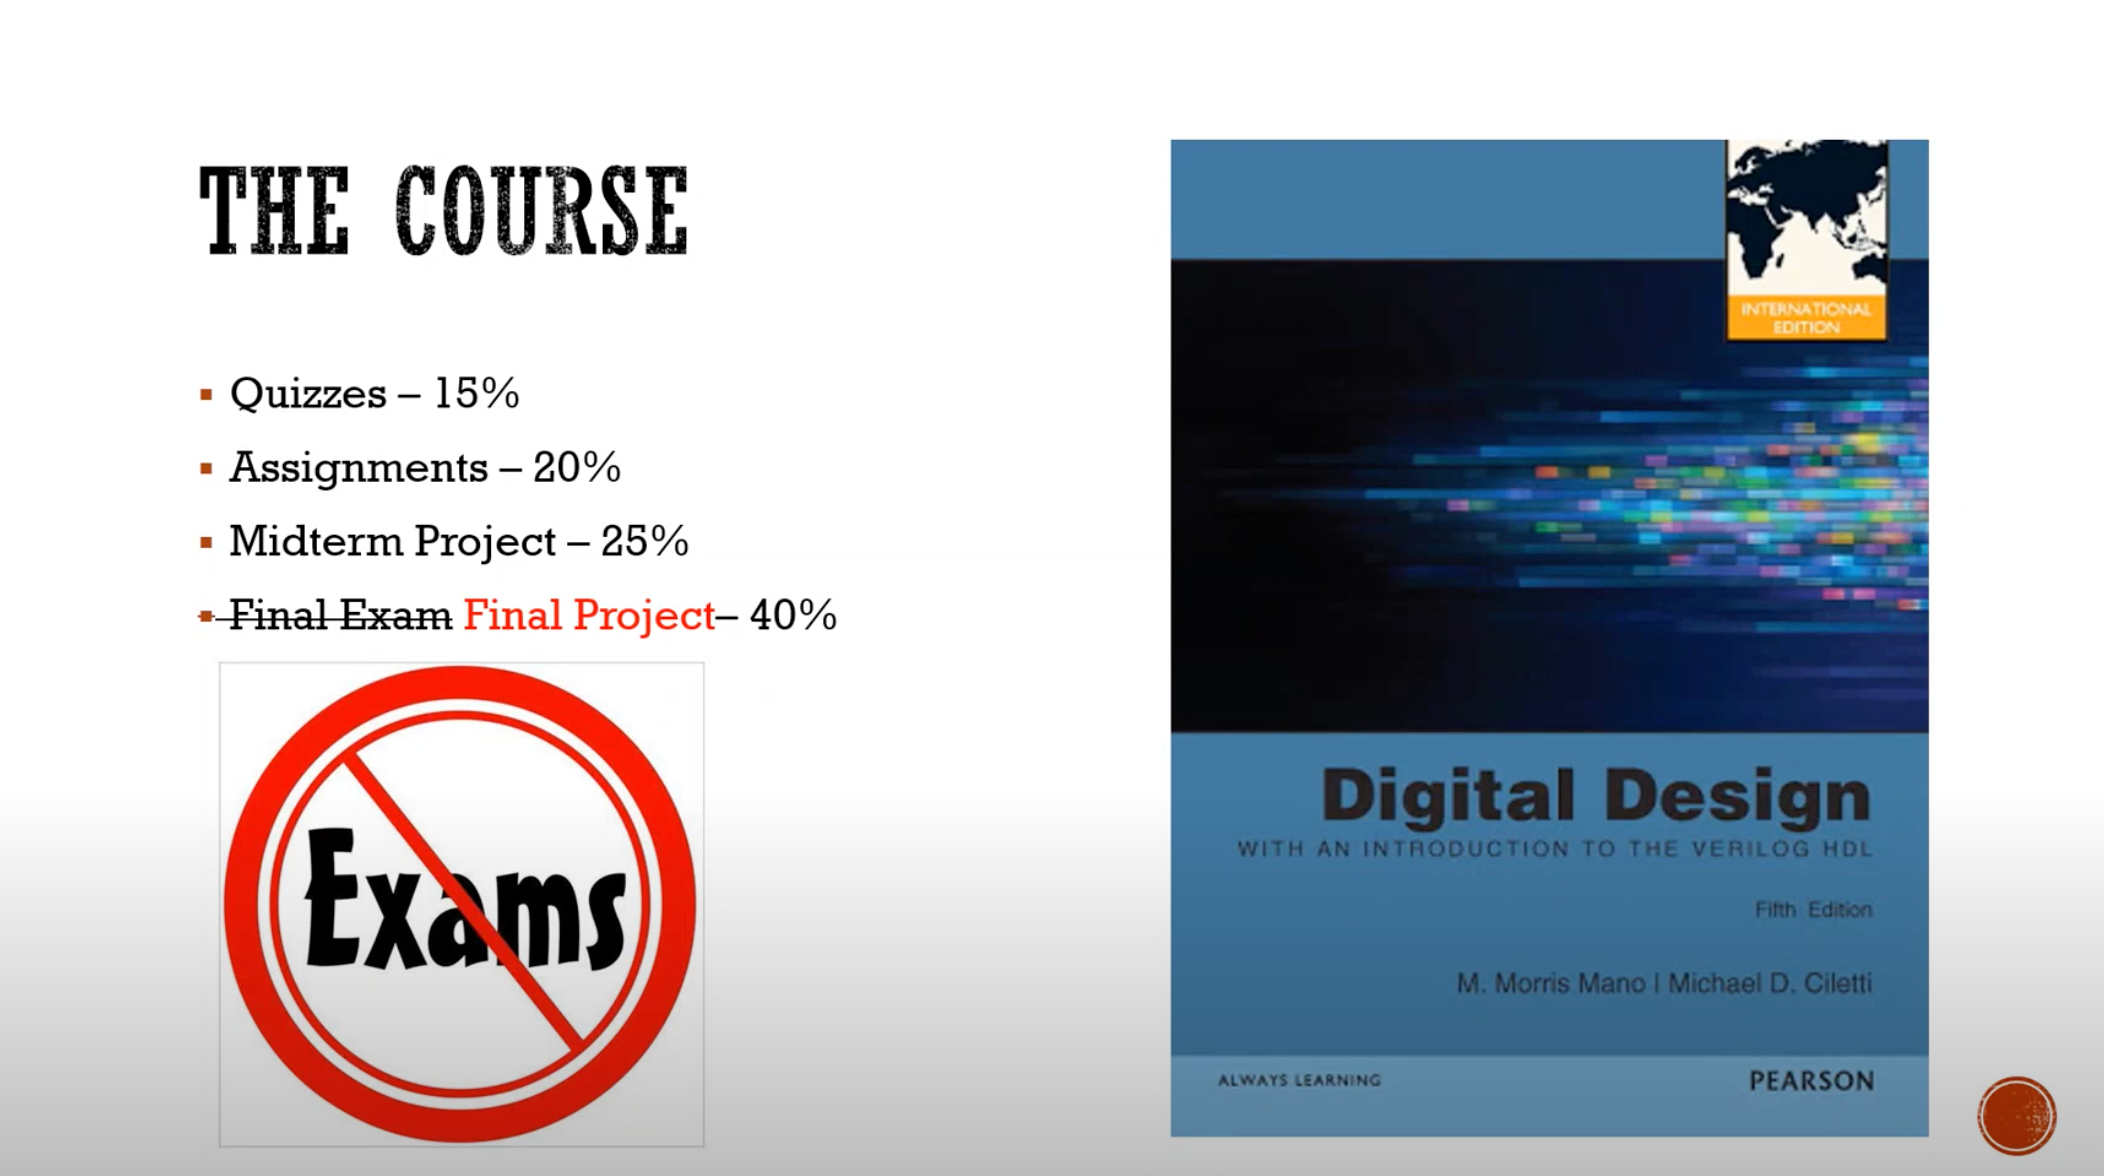 THE COURSE
Quizzes – 15%
Assignments – 20%
Midterm Project – 25%
Final Exam Final Project– 40%
Exams
INTERNATIONAL
EDITION
Digital Design
WITH AN INTRODUCTION TO THE VERILOG HDL
Fifth Edition
M. Morris Mano | Michael D. Ciletti
ALWAYS LEARNING
PEARSON